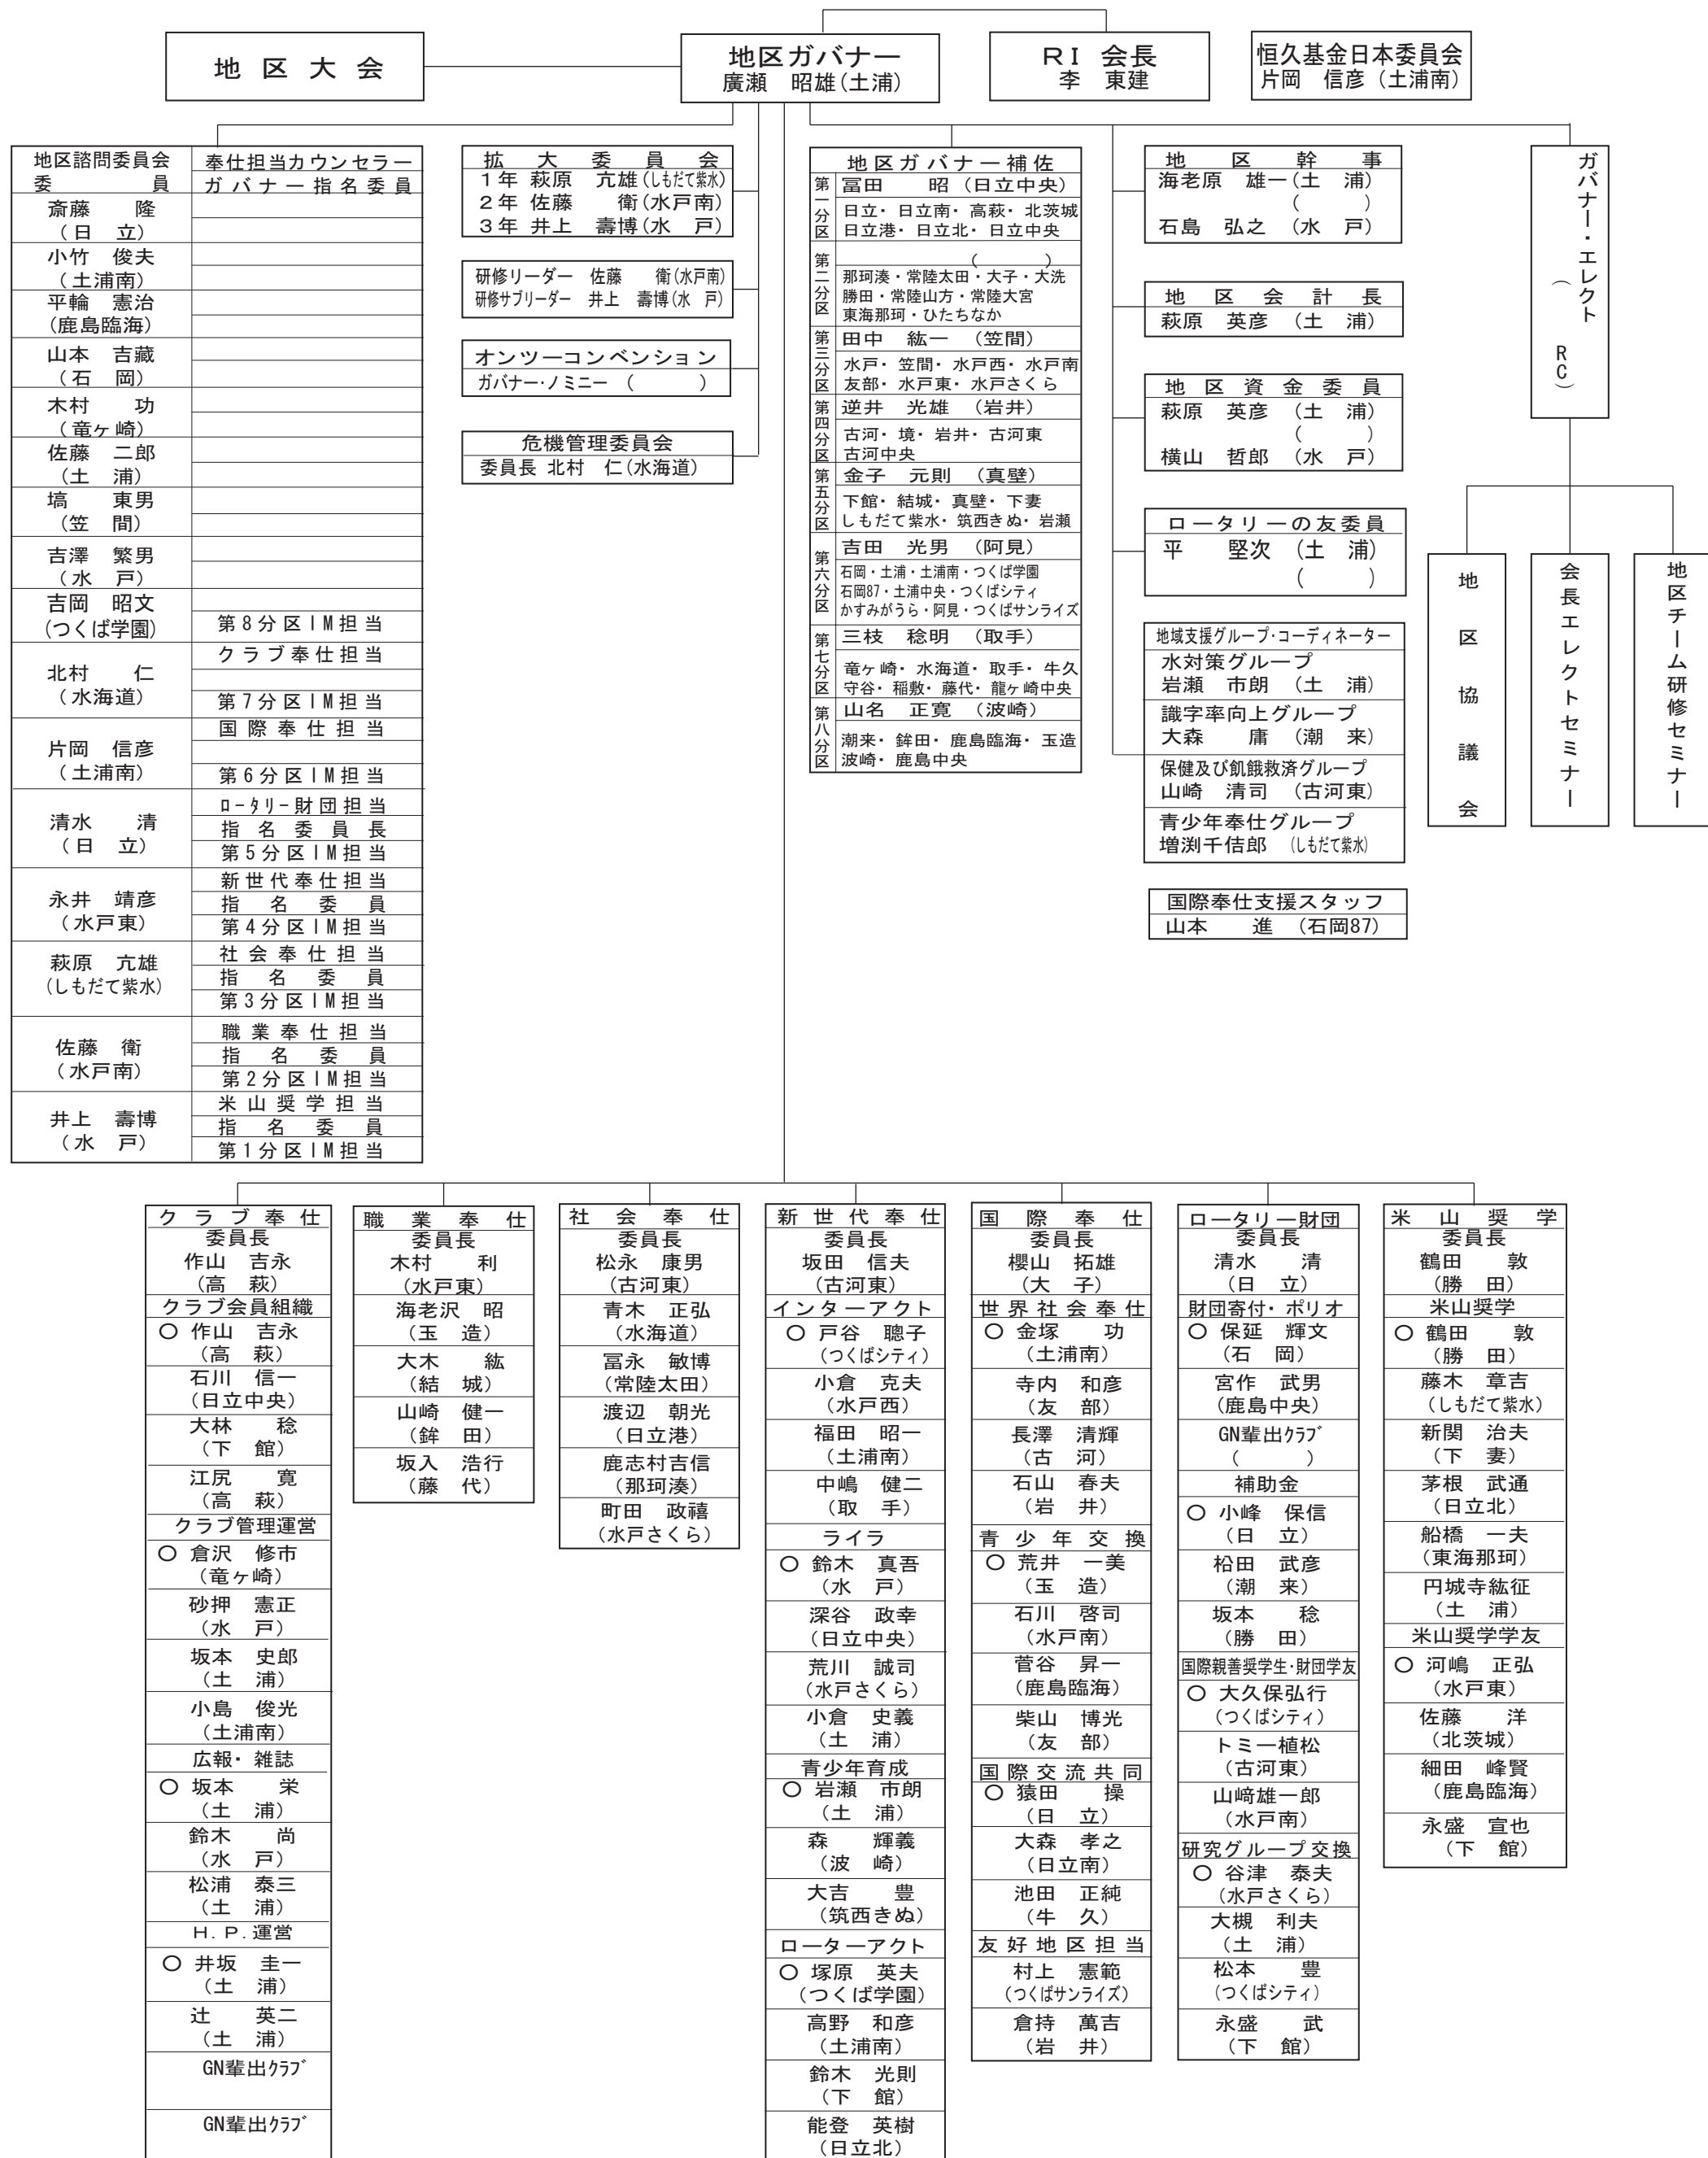 地区大会
地区ガバナー
廣瀬　昭雄(土浦)
ＲＩ 会長
李　東建
恒久基金日本委員会
片岡　信彦（土浦南）
地区諮問委員会
委　　　　　員
奉仕担当カウンセラー
ガバナー指名委員
斎藤　　隆
（日　立）
小竹　俊夫
（土浦南）
平輪　憲治
(鹿島臨海)
山本　吉藏
（石　岡）
木村　　功
（竜ヶ崎）
佐藤　二郎
（土　浦）
塙　　東男
（笠　間）
吉澤　繁男
（水　戸）
吉岡　昭文
(つくば学園)
第８分区ＩＭ担当
北村　　仁
（水海道）
クラブ奉仕担当
第７分区ＩＭ担当
片岡　信彦
（土浦南）
国際奉仕担当
第６分区ＩＭ担当
清水　　清
（日　立）
ロータリー財団担当
指名委員長
第５分区ＩＭ担当
永井　靖彦
（水戸東）
新世代奉仕担当
指　名　委　員
第４分区ＩＭ担当
萩原　亢雄
(しもだて紫水)
社会奉仕担当
指　名　委　員
第３分区ＩＭ担当
佐藤　衛
（水戸南）
職業奉仕担当
指　名　委　員
第２分区ＩＭ担当
井上　壽博
（水　戸）
米山奨学担当
指　名　委　員
第１分区ＩＭ担当
拡　大　委　員　会
１年 萩原　亢雄(しもだて紫水)
２年 佐藤　　衛(水戸南)
３年 井上　壽博(水　戸)
研修リーダー　佐藤　　衛(水戸南)
研修サブリーダー　井上　壽博(水　戸)
オンツーコンベンション
ガバナー・ノミニー　（　　　　）
危機管理委員会
委員長 北村　仁(水海道)
地区ガバナー補佐
第一分区
冨田　　昭（日立中央）
日立・日立南・高萩・北茨城
日立港・日立北・日立中央
第二分区
（　　　　）
那珂湊・常陸太田・大子・大洗
勝田・常陸山方・常陸大宮
東海那珂・ひたちなか
第三分区
田中　紘一　（笠間）
水戸・笠間・水戸西・水戸南
友部・水戸東・水戸さくら
第四分区
逆井　光雄　（岩井）
古河・境・岩井・古河東
古河中央
第五分区
金子　元則　（真壁）
下館・結城・真壁・下妻
しもだて紫水・筑西きぬ・岩瀬
第六分区
吉田　光男　（阿見）
石岡・土浦・土浦南・つくば学園
石岡87・土浦中央・つくばシティ
かすみがうら・阿見・つくばサンライズ
第七分区
三枝　稔明　（取手）
竜ヶ崎・水海道・取手・牛久
守谷・稲敷・藤代・龍ヶ崎中央
第八分区
山名　正寛　（波崎）
潮来・鉾田・鹿島臨海・玉造
波崎・鹿島中央
地　区　幹　事
海老原　雄一(土　浦)
（　　　）
石島　弘之（水　戸）
地区会計長
萩原　英彦　（土　浦）
地区資金委員
萩原　英彦　（土　浦）
（　　　）
横山　哲郎　（水　戸）
ロータリーの友委員
平　　堅次　（土　浦）
（　　　）
地域支援グループ・コーディネーター
水対策グループ
岩瀬　市朗　（土　浦）
識字率向上グループ
大森　　庸　（潮　来）
保健及び飢餓救済グループ
山崎　清司　（古河東）
青少年奉仕グループ
増渕千佶郎　(しもだて紫水)
国際奉仕支援スタッフ
山本　　進　（石岡87）
ガバナー・エレクト
（　　ＲＣ）
地区協議会
会長エレクトセミナー
地区チーム研修セミナー
クラブ奉仕
委員長
作山　吉永
（高　萩）
クラブ会員組織
○ 作山　吉永
（高　萩）
石川　信一
（日立中央）
大林　　稔
（下　館）
江尻　　寛
（高　萩）
クラブ管理運営
○ 倉沢　修市
（竜ヶ崎）
砂押　憲正
（水　戸）
坂本　史郎
（土　浦）
小島　俊光
（土浦南）
広報・雑誌
○ 坂本　　栄
（土　浦）
鈴木　　尚
（水　戸）
松浦　泰三
（土　浦）
Ｈ．Ｐ．運営
○ 井坂　圭一
（土　浦）
辻　　英二
（土　浦）
GN輩出クラブ
GN輩出クラブ
職　業　奉　仕
委員長
木村　　利
（水戸東）
海老沢　昭
（玉　造）
大木　　紘
（結　城）
山崎　健一
（鉾　田）
坂入　浩行
（藤　代）
社　会　奉　仕
委員長
松永　康男
（古河東）
青木　正弘
（水海道）
冨永　敏博
（常陸太田）
渡辺　朝光
（日立港）
鹿志村吉信
（那珂湊）
町田　政禧
（水戸さくら）
新世代奉仕
委員長
坂田　信夫
（古河東）
インターアクト
○ 戸谷　聰子
（つくばシティ）
小倉　克夫
（水戸西）
福田　昭一
（土浦南）
中嶋　健二
（取　手）
ライラ
○ 鈴木　真吾
（水　戸）
深谷　政幸
（日立中央）
荒川　誠司
（水戸さくら）
小倉　史義
（土　浦）
青少年育成
○ 岩瀬　市朗
（土　浦）
森　　輝義
（波　崎）
大吉　　豊
（筑西きぬ）
ローターアクト
○ 塚原　英夫
（つくば学園）
高野　和彦
（土浦南）
鈴木　光則
（下　館）
能登　英樹
（日立北）
国　際　奉　仕
委員長
櫻山　拓雄
（大　子）
世界社会奉仕
○ 金塚　　功
（土浦南）
寺内　和彦
（友　部）
長澤　清輝
（古　河）
石山　春夫
（岩　井）
青少年交換
○ 荒井　一美
（玉　造）
石川　啓司
（水戸南）
菅谷　昇一
（鹿島臨海）
柴山　博光
（友　部）
国際交流共同
○ 猿田　　操
（日　立）
大森　孝之
（日立南）
池田　正純
（牛　久）
友好地区担当
村上　憲範
（つくばサンライズ）
倉持　萬吉
（岩　井）
ロータリー財団
委員長
清水　　清
（日　立）
財団寄付・ポリオ
○ 保延　輝文
（石　岡）
宮作　武男
（鹿島中央）
GN輩出クラブ
（　　　）
補助金
○ 小峰　保信
（日　立）
松田　武彦
（潮　来）
坂本　　稔
（勝　田）
国際親善奨学生・財団学友
○ 大久保弘行
（つくばシティ）
トミー植松
（古河東）
山﨑雄一郎
（水戸南）
研究グループ交換
○ 谷津　泰夫
（水戸さくら）
大槻　利夫
（土　浦）
松本　　豊
（つくばシティ）
永盛　　武
（下　館）
米　山　奨　学
委員長
鶴田　　敦
（勝　田）
米山奨学
○ 鶴田　　敦
（勝　田）
藤木　章吉
（しもだて紫水）
新関　治夫
（下　妻）
茅根　武通
（日立北）
船橋　一夫
（東海那珂）
円城寺紘征
（土　浦）
米山奨学学友
○ 河嶋　正弘
（水戸東）
佐藤　　洋
（北茨城）
細田　峰賢
（鹿島臨海）
永盛　宣也
（下　館）